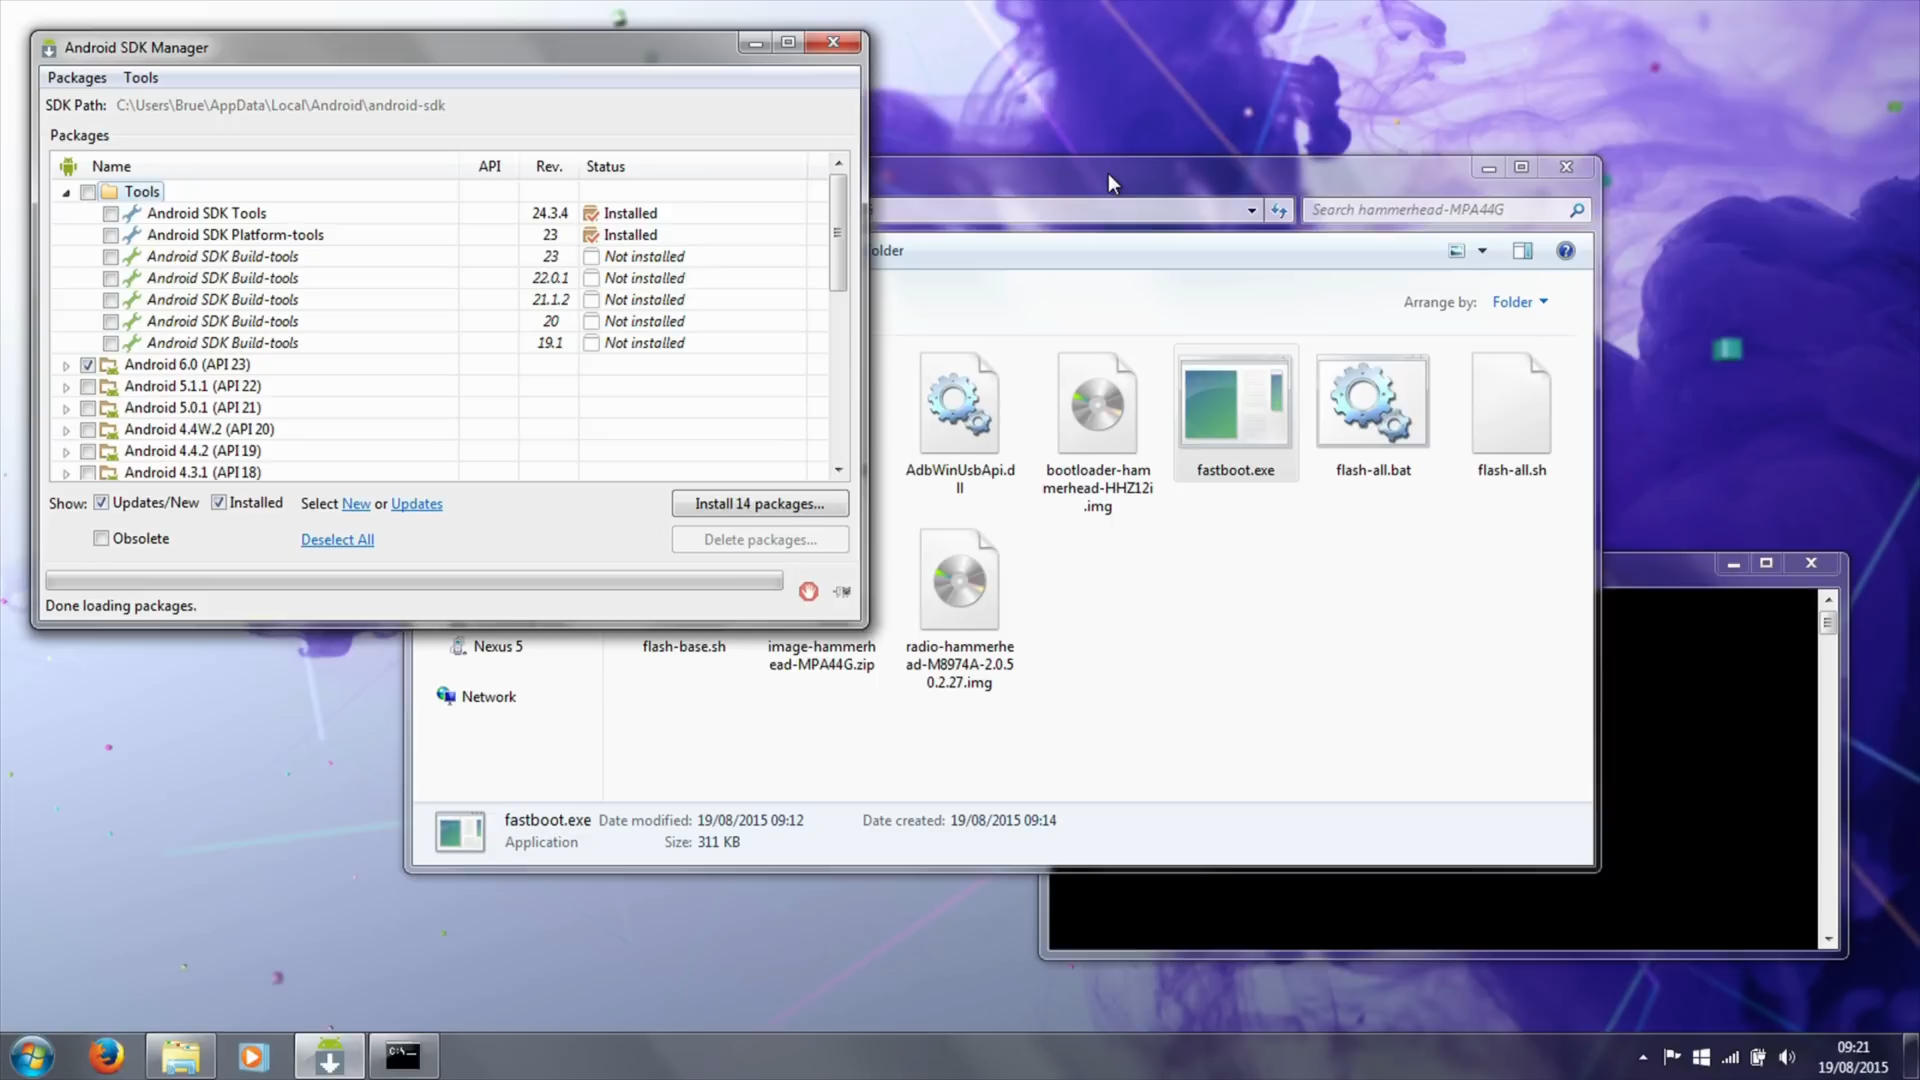 Android SDK Manager
Packages Tools
SDK Path: C:\Users\Brue\AppData\Local\Android\android-sdk
Packages
Name API Rev. Status
Tools
Android SDK Tools 24.3.4 Installed
Android SDK Platform-tools 23 Installed
Android SDK Build-tools 23 Not installed
Android SDK Build-tools 22.0.1 Not installed
Android SDK Build-tools 21.1.2 Not installed
Android SDK Build-tools 20 Not installed
Android SDK Build-tools 19.1 Not installed
Android 6.0 (API 23)
Android 5.1.1 (API 22)
Android 5.0.1 (API 21)
Android 4.4W.2 (API 20)
Android 4.4.2 (API 19)
Android 4.3.1 (API 18)
Show: Updates/New Installed Select New or Updates Install 14 packages...
Obsolete Deselect All Delete packages...
Done loading packages.
Search hammerhead-MPA44G
older
Arrange by: Folder
AdbWinUsbApi.d
ll
bootloader-ham
merhead-HHZ12i
.img
fastboot.exe
flash-all.bat
flash-all.sh
Nexus 5
Network
flash-base.sh
image-hammerh
ead-MPA44G.zip
radio-hammerhe
ad-M8974A-2.0.5
0.2.27.img
fastboot.exe Date modified: 19/08/2015 09:12 Date created: 19/08/2015 09:14
Application Size: 311 KB
C:\_
09:21
19/08/2015